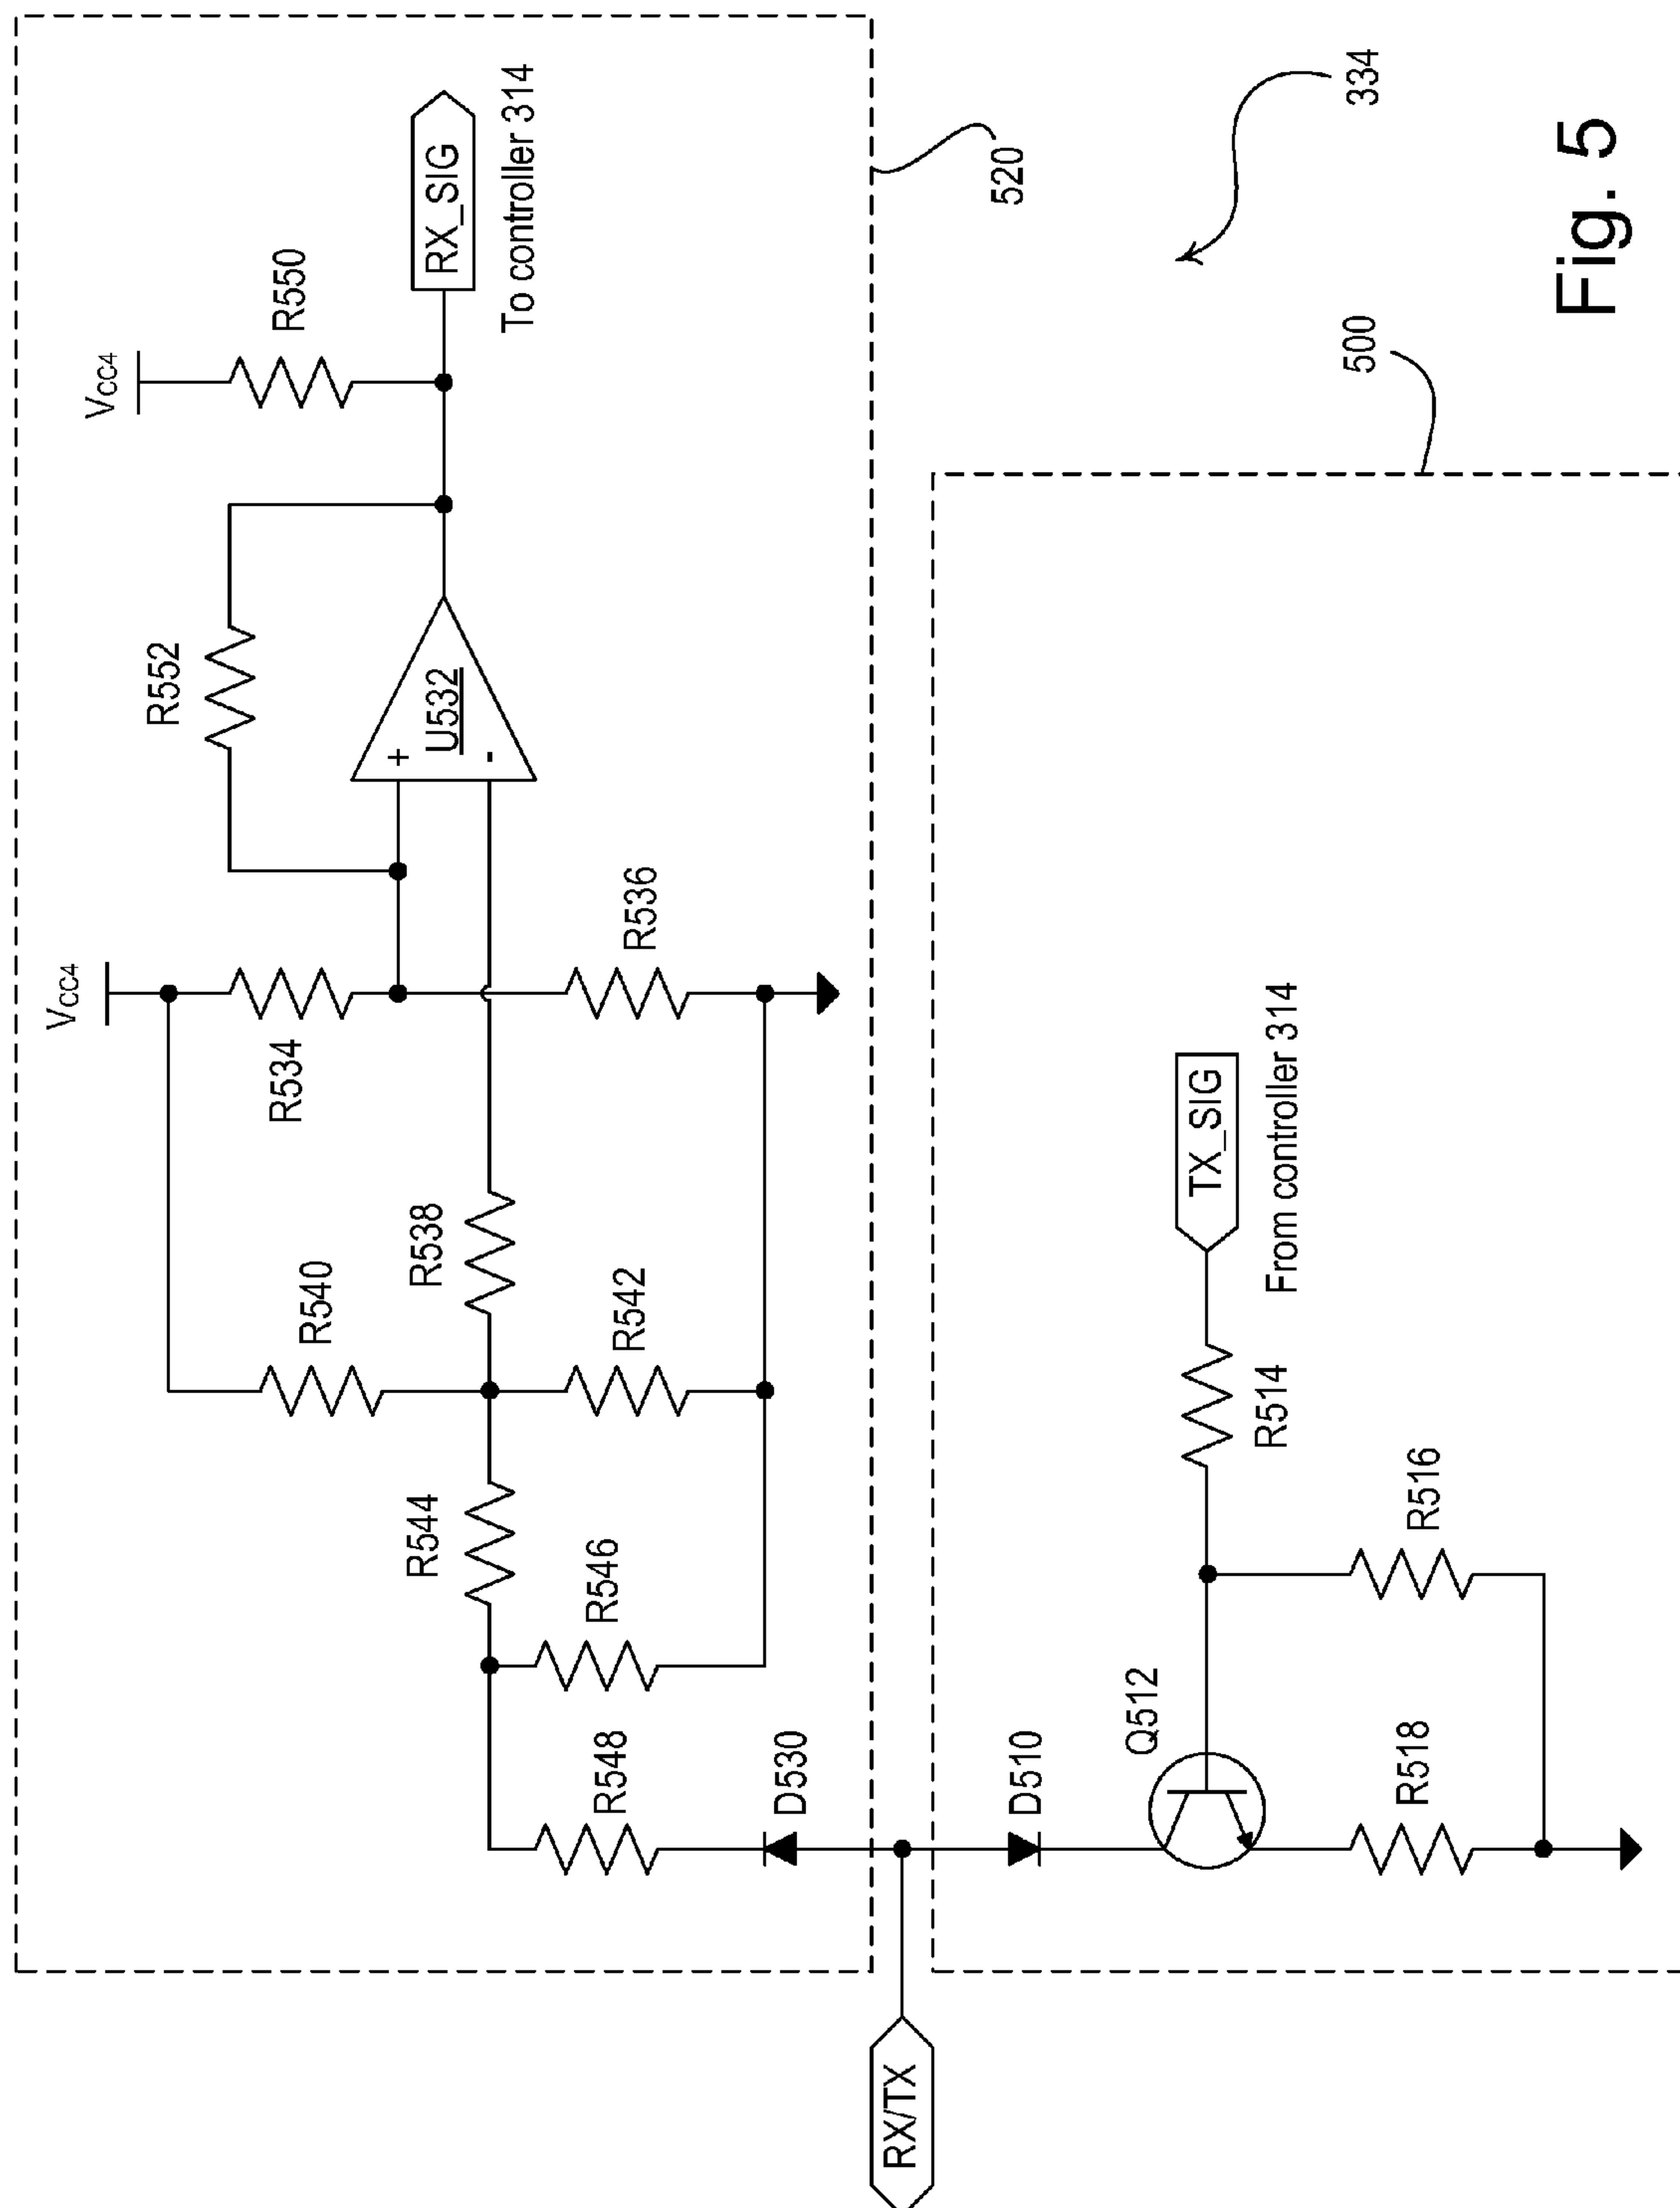 VCC4
VCC4
R552
R550
R534
R540
U532
+
-
RX_SIG
To controller 314
R544
R538
R548
R546
R542
R536
D530
520
RX/TX
D510
Q512
TX_SIG
From controller 314
R514
R518
R516
500
334
Fig. 5